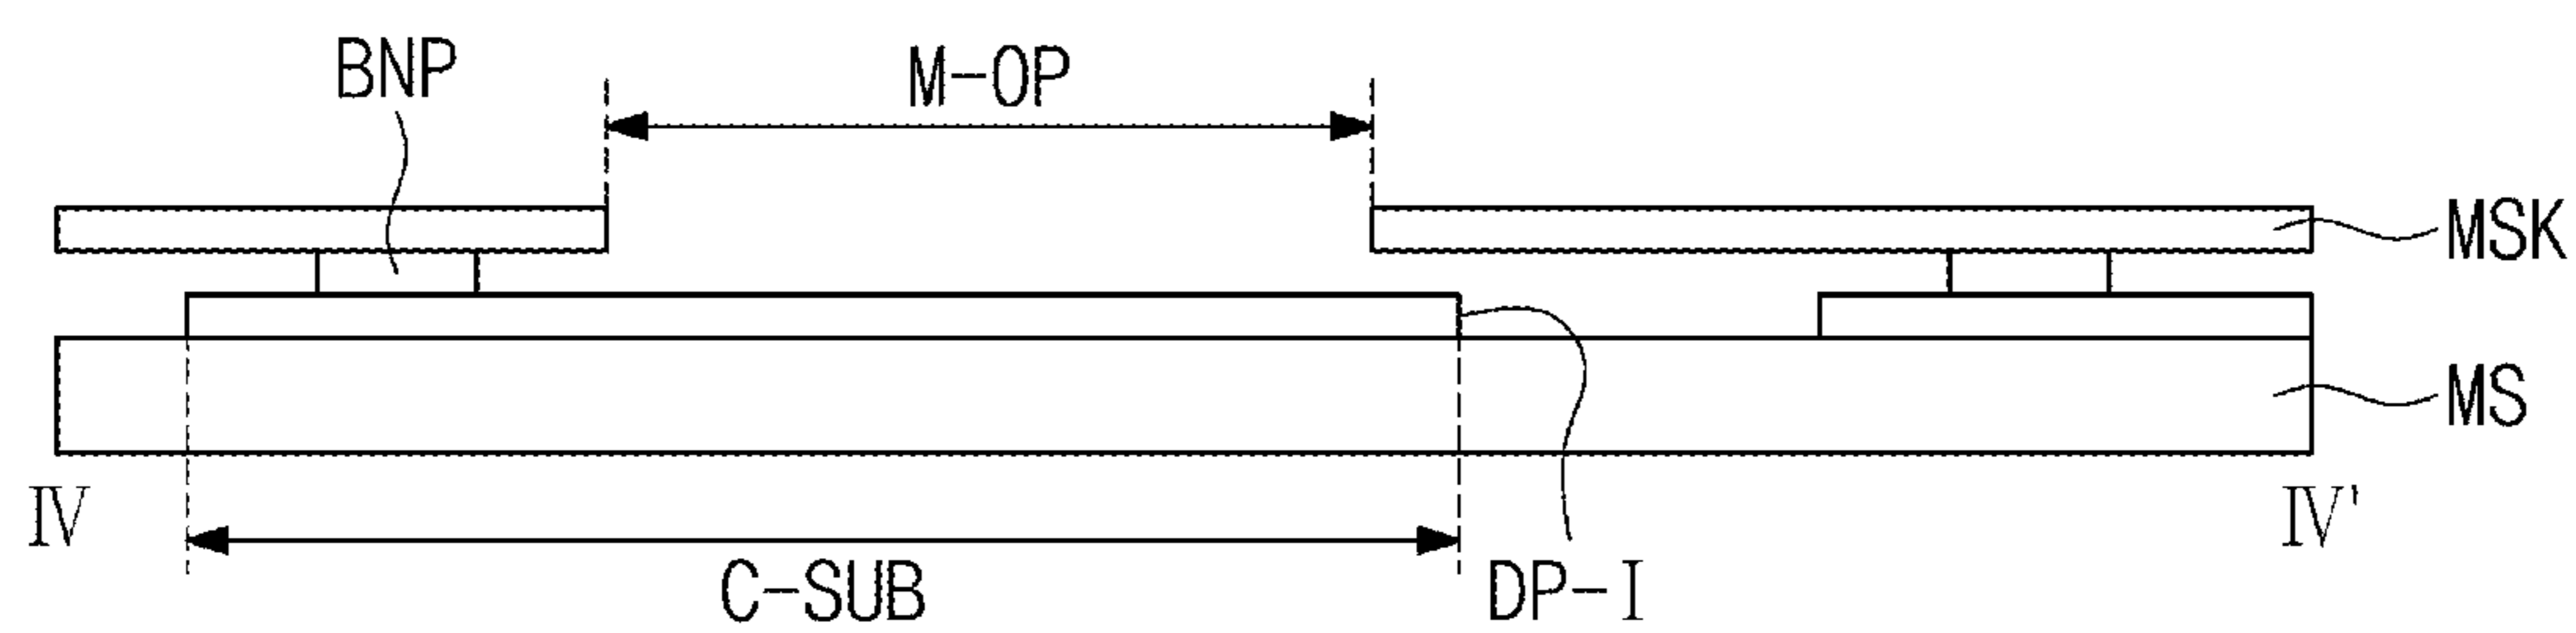 BNP
M-OP
MSK
MS
IV
IV'
C-SUB
DP-I